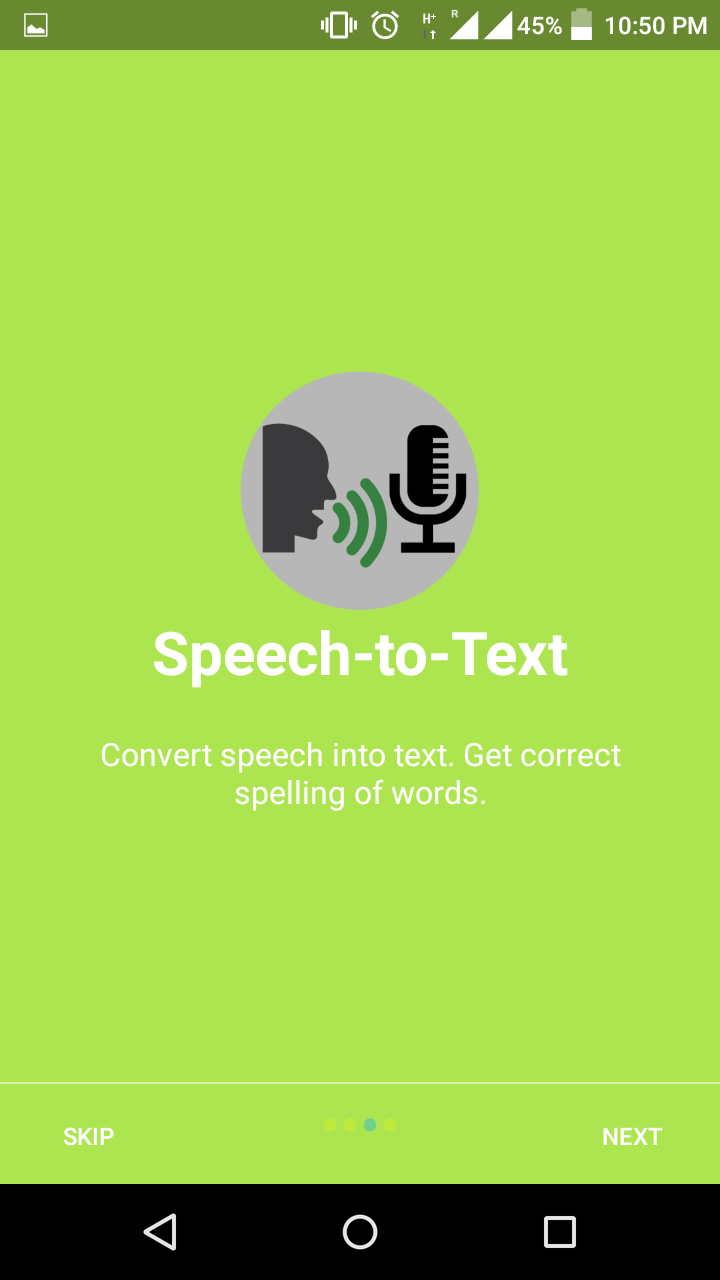 H+ R 45% 10:50 PM
Speech-to-Text
Convert speech into text. Get correct
spelling of words.
SKIP NEXT